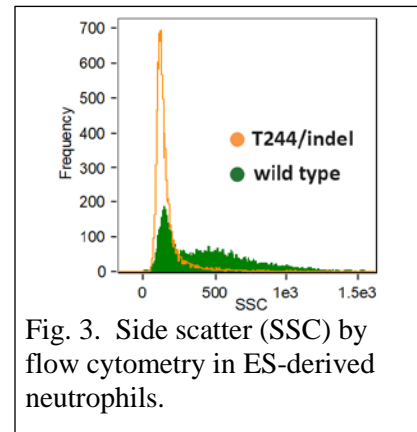 700
600
500
400
300
200
100
0
Frequency
T244/indel
wild type
0 500 1e3 1.5e3
SSC
Fig. 3.  Side scatter (SSC) by
flow cytometry in ES-derived
neutrophils.